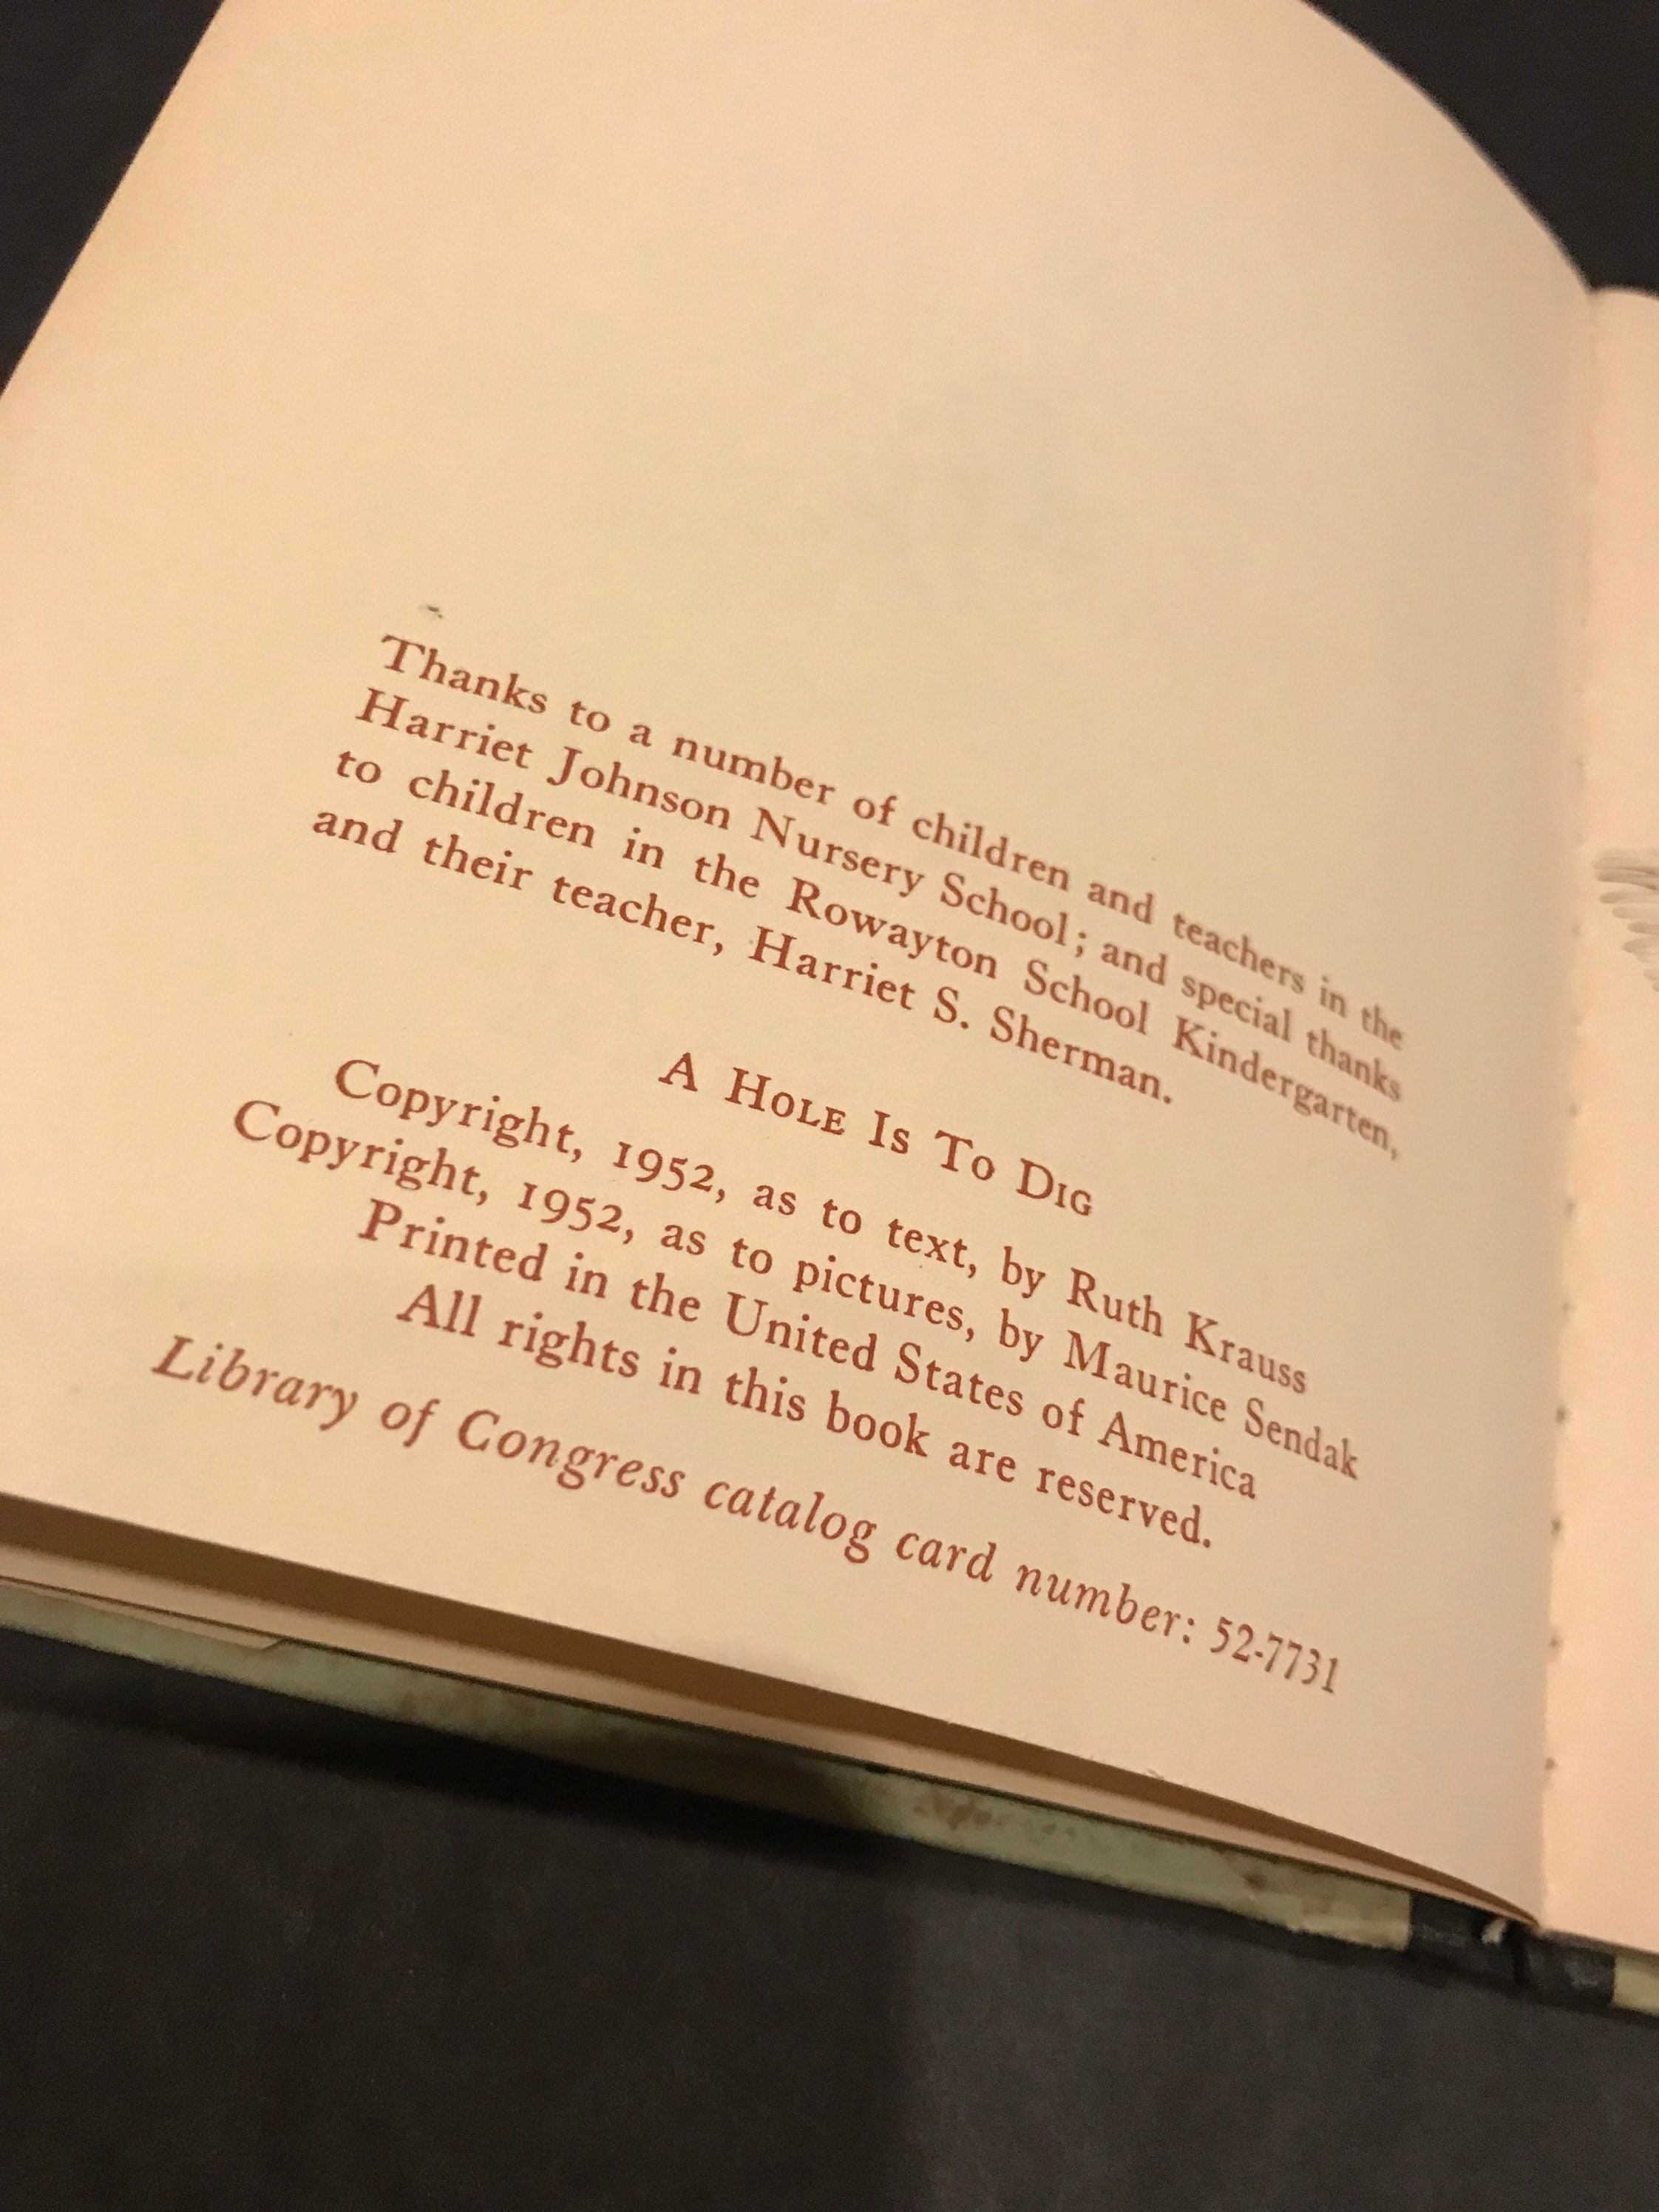 Thanks to a number of children and teachers in the
Harriet Johnson Nursery School; and special thanks
to children in the Rowayton School Kindergarten,
and their teacher, Harriet S. Sherman.
A Hole Is To Dig
Copyright, 1952, as to text, by Ruth Krauss
Copyright, 1952, as to pictures, by Maurice Sendak
Printed in the United States of America
All rights in this book are reserved.
Library of Congress catalog card number: 52-7731